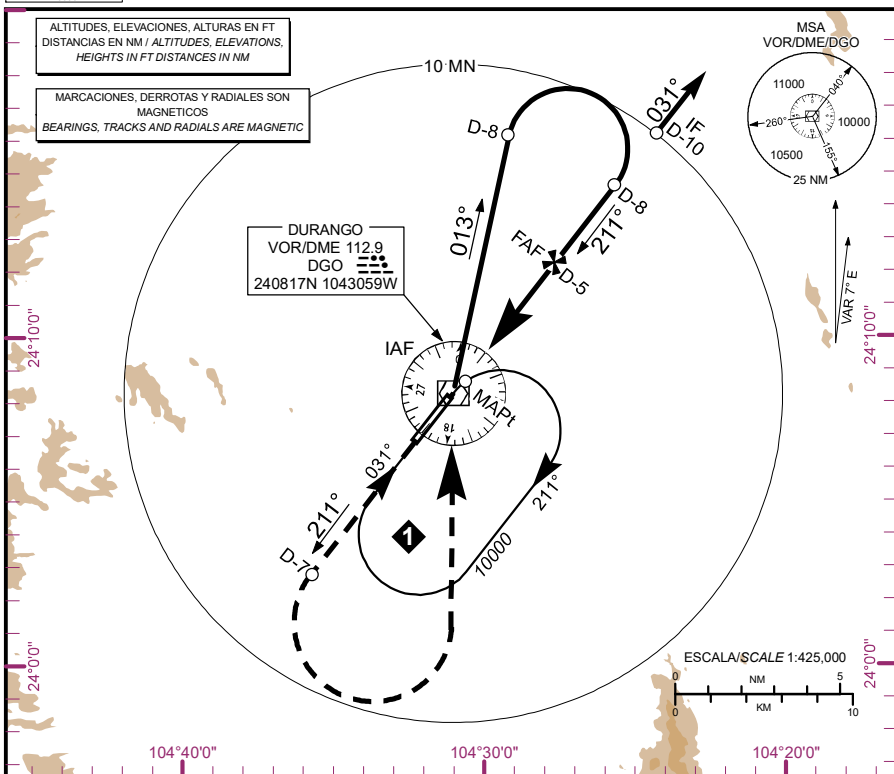 ALTITUDES, ELEVACIONES, ALTURAS EN FT
DISTANCIAS EN NM / ALTITUDES, ELEVATIONS,
HEIGHTS IN FT DISTANCES IN NM
MARCACIONES, DERROTAS Y RADIALES SON
MAGNETICOS
BEARINGS, TRACKS AND RADIALS ARE MAGNETIC
10 MN
MSA
VOR/DME/DGO
11000
040°
10000
260°
155°
10500
25 NM
VAR 7° E
031°
IF
D-10
D-8
D-8
013°
211°
FAF
D-5
DURANGO
VOR/DME 112.9
DGO
240817N 1043059W
IAF
0
27
18
MAPt
031°
211°
211°
10000
1
D-7
24°10'0"
24°10'0"
24°0'0"
24°0'0"
ESCALA/SCALE 1:425,000
0 NM 5
0 KM 10
104°40'0"
104°30'0"
104°20'0"